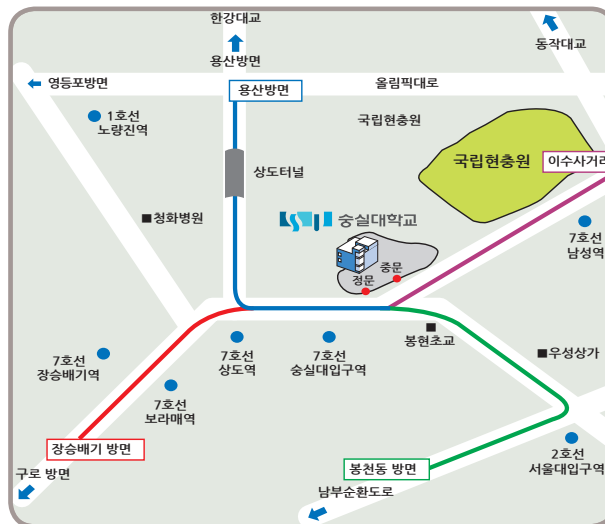 한강대교
동작대교
용산방면
영등포방면
용산방면
올림픽대로
1호선
노량진역
국립현충원
국립현충원
이수사거리
상도터널
청화병원
숭실대학교
7호선
남성역
중문
정문
봉현초교
7호선
장승배기역
7호선
상도역
7호선
숭실대입구역
우성상가
7호선
보라매역
장승배기 방면
2호선
서울대입구역
구로 방면
봉천동 방면
남부순환도로